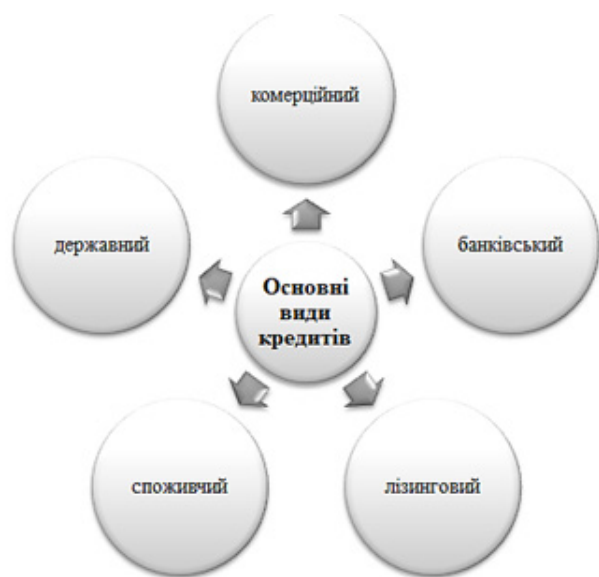 комерційний
державний
банківський
Основні
види
кредитів
споживчий
лізинговий